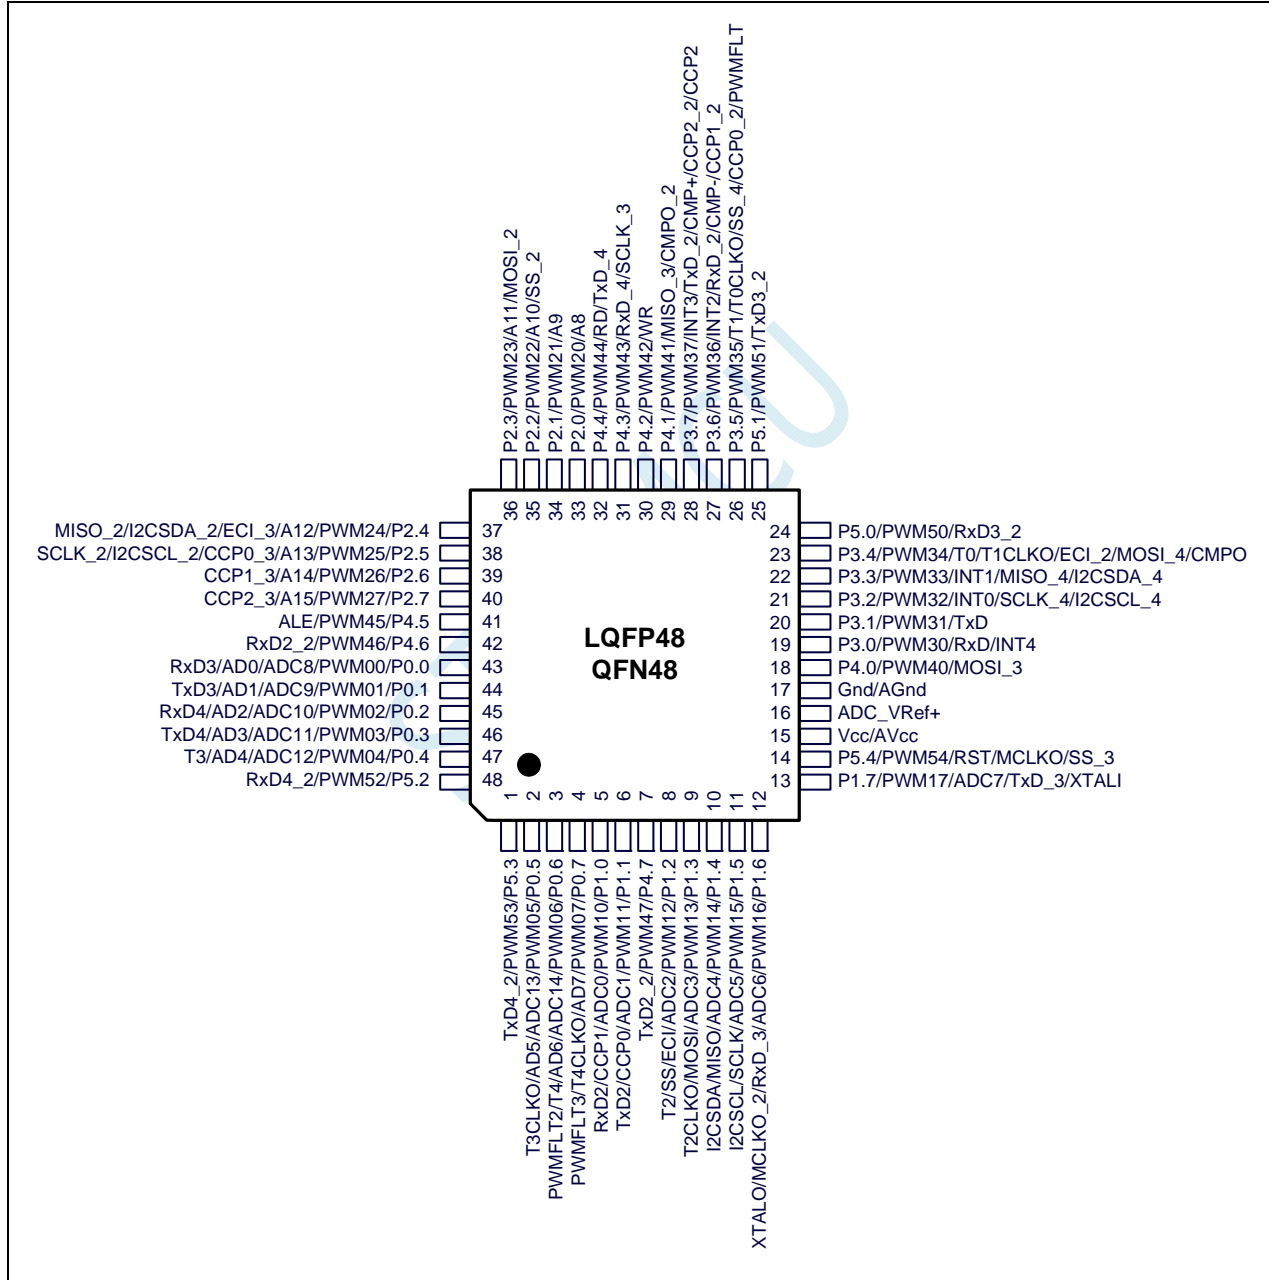 P2.3/PWM23/A11/MOSI_2
P2.2/PWM22/A10/SS_2
P2.1/PWM21/A9
P2.0/PWM20/A8
P4.4/PWM44/RD/TxD_4
P4.3/PWM43/RxD_4/SCLK_3
P4.2/PWM42/WR
P4.1/PWM41/MISO_3/CMPO_2
P3.7/PWM37/INT3/TxD_2/CMP+/CCP2_2/CCP2
P3.6/PWM36/INT2/RxD_2/CMP-/CCP1_2
P3.5/PWM35/T1/T0CLKO/SS_4/CCP0_2/PWMFLT
P5.1/PWM51/TxD3_2
36 35 34 33 32 31 30 29 28 27 26 25
MISO_2/I2CSDA_2/ECI_3/A12/PWM24/P2.4 37
SCLK_2/I2CSCL_2/CCP0_3/A13/PWM25/P2.5 38
CCP1_3/A14/PWM26/P2.6 39
CCP2_3/A15/PWM27/P2.7 40
ALE/PWM45/P4.5 41
RxD2_2/PWM46/P4.6 42
RxD3/AD0/ADC8/PWM00/P0.0 43
TxD3/AD1/ADC9/PWM01/P0.1 44
RxD4/AD2/ADC10/PWM02/P0.2 45
TxD4/AD3/ADC11/PWM03/P0.3 46
T3/AD4/ADC12/PWM04/P0.4 47
RxD4_2/PWM52/P5.2 48
LQFP48
QFN48
24 P5.0/PWM50/RxD3_2
23 P3.4/PWM34/T0/T1CLKO/ECI_2/MOSI_4/CMPO
22 P3.3/PWM33/INT1/MISO_4/I2CSDA_4
21 P3.2/PWM32/INT0/SCLK_4/I2CSCL_4
20 P3.1/PWM31/TxD
19 P3.0/PWM30/RxD/INT4
18 P4.0/PWM40/MOSI_3
17 Gnd/AGnd
16 ADC_VRef+
15 Vcc/AVcc
14 P5.4/PWM54/RST/MCLKO/SS_3
13 P1.7/PWM17/ADC7/TxD_3/XTALI
1 2 3 4 5 6 7 8 9 10 11 12
TxD4_2/PWM53/P5.3
T3CLKO/AD5/ADC13/PWM05/P0.5
PWMFLT2/T4/AD6/ADC14/PWM06/P0.6
PWMFLT3/T4CLKO/AD7/PWM07/P0.7
RxD2/CCP1/ADC0/PWM10/P1.0
TxD2/CCP0/ADC1/PWM11/P1.1
TxD2_2/PWM47/P4.7
T2/SS/ECI/ADC2/PWM12/P1.2
T2CLKO/MOSI/ADC3/PWM13/P1.3
I2CSDA/MISO/ADC4/PWM14/P1.4
I2CSCL/SCLK/ADC5/PWM15/P1.5
XTALO/MCLKO_2/RxD_3/ADC6/PWM16/P1.6